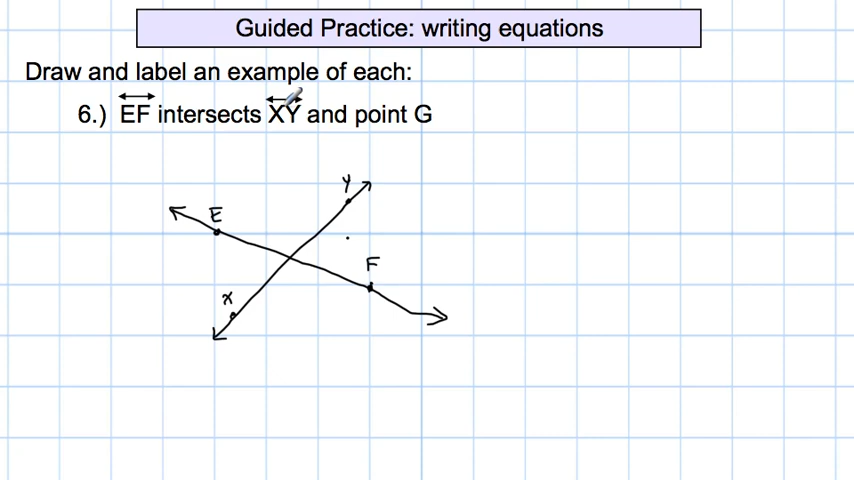 Guided Practice: writing equations
Draw and label an example of each:
6.) EF intersects XY and point G
Y
E
F
X